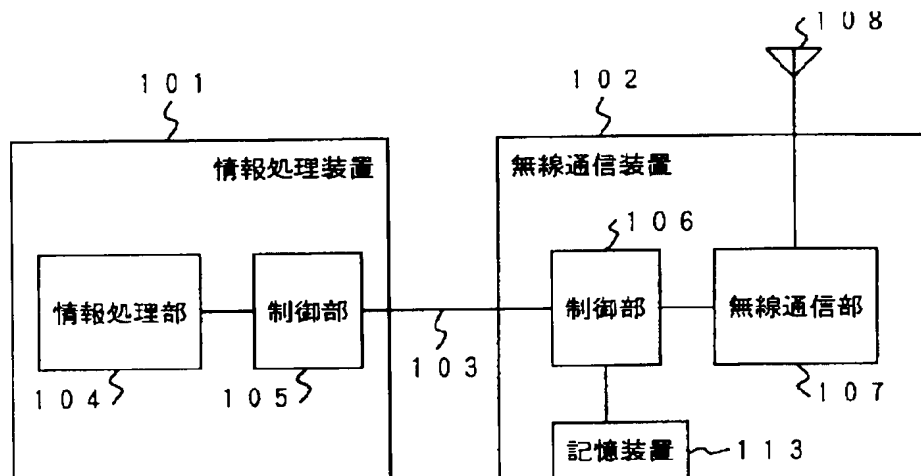 １０８
１０１
１０２
情報処理装置
無線通信装置
１０６
情報処理部
制御部
制御部
無線通信部
１０３
１０４
１０５
１０７
記憶装置
１１３